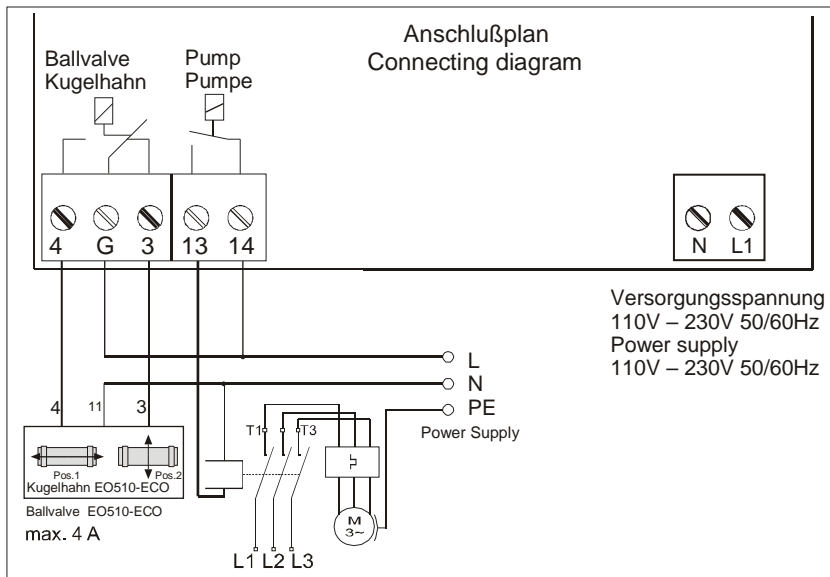 Anschlußplan
Connecting diagram
Ballvalve
Kugelhahn
Pump
Pumpe
4 G 3 13 14
N L1
Versorgungsspannung
110V – 230V 50/60Hz
Power supply
110V – 230V 50/60Hz
L
N
PE
Power Supply
4 11 3
T1 T3
Pos.1 Pos.2
Kugelhahn EO510-ECO
Ballvalve EO510-ECO
max. 4 A
M
3~
L1 L2 L3